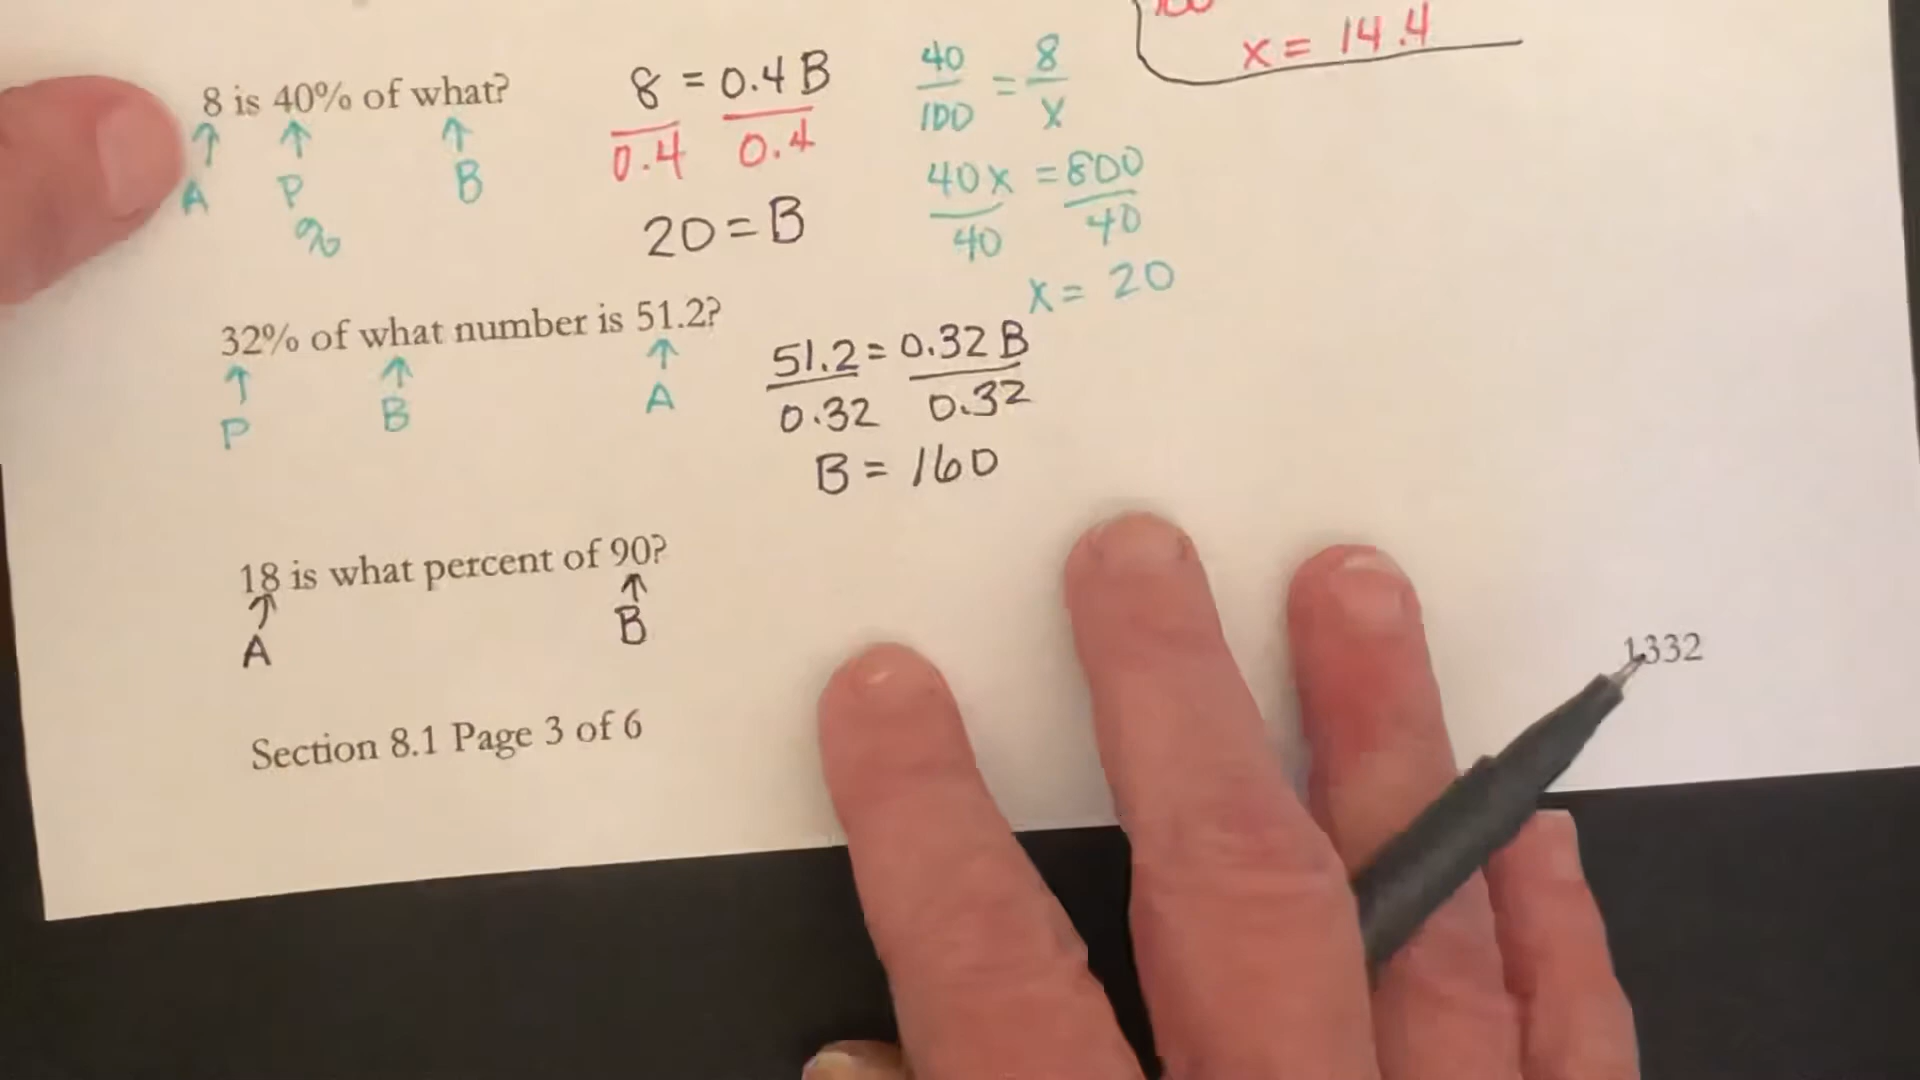 x = 14.4
8 is 40% of what?
A P B
%
8 = 0.4 B
0.4 0.4
20 = B
40/100 = 8/x
40x = 800
40 40
x = 20
32% of what number is 51.2?
P B A
51.2 = 0.32 B
0.32 0.32
B = 160
18 is what percent of 90?
A B
1332
Section 8.1 Page 3 of 6